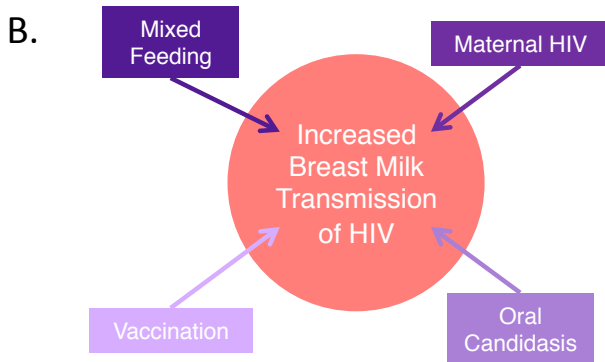 B.
Mixed
Feeding
Maternal HIV
Increased
Breast Milk
Transmission
of HIV
Vaccination
Oral
Candidasis